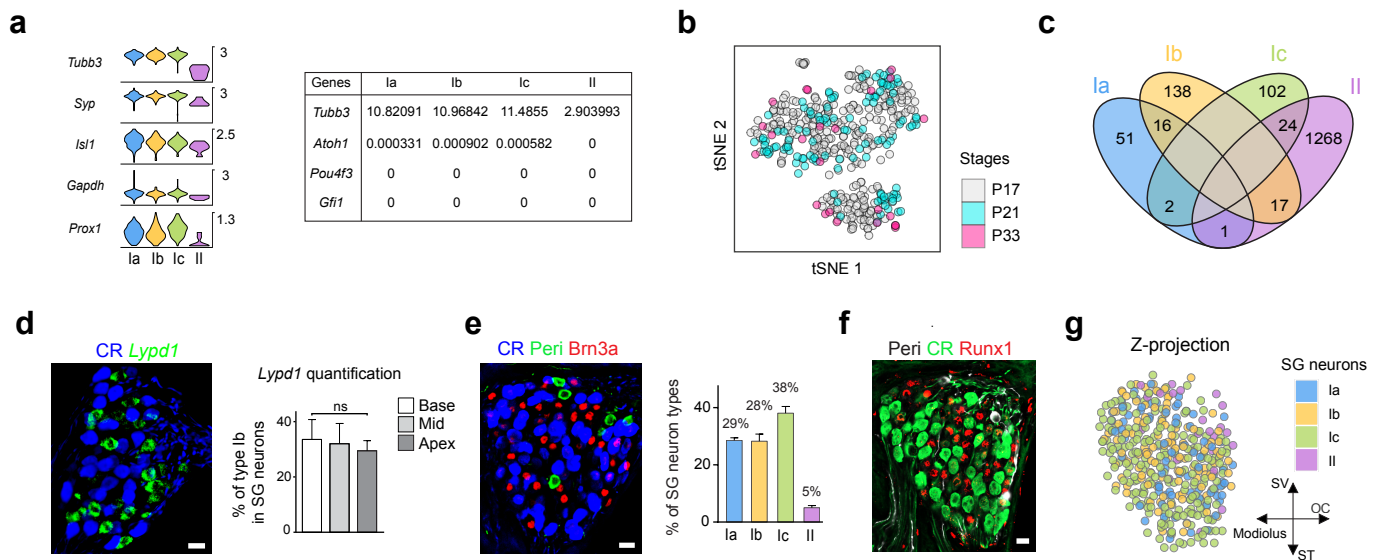 a
Tubb3
3
Syp
3
Isl1
2.5
Gapdh
3
Prox1
1.3
Ia Ib Ic II
Genes Ia Ib Ic II
Tubb3 10.82091 10.96842 11.4855 2.903993
Atoh1 0.000331 0.000902 0.000582 0
Pou4f3 0 0 0 0
Gfi1 0 0 0 0
b
tSNE 2
tSNE 1
Stages
P17
P21
P33
c
Ib Ic
Ia II
138 102
51 16 24 1268
2 17
1
d
CR Lypd1
Lypd1 quantification
ns
Base
Mid
Apex
% of type Ib
in SG neurons
40
20
0
e
CR Peri Brn3a
% of SG neuron types
40
20
0
29%
28%
38%
5%
Ia Ib Ic II
f
Peri CR Runx1
g
Z-projection
SG neurons
Ia
Ib
Ic
II
SV
OC
Modiolus
ST